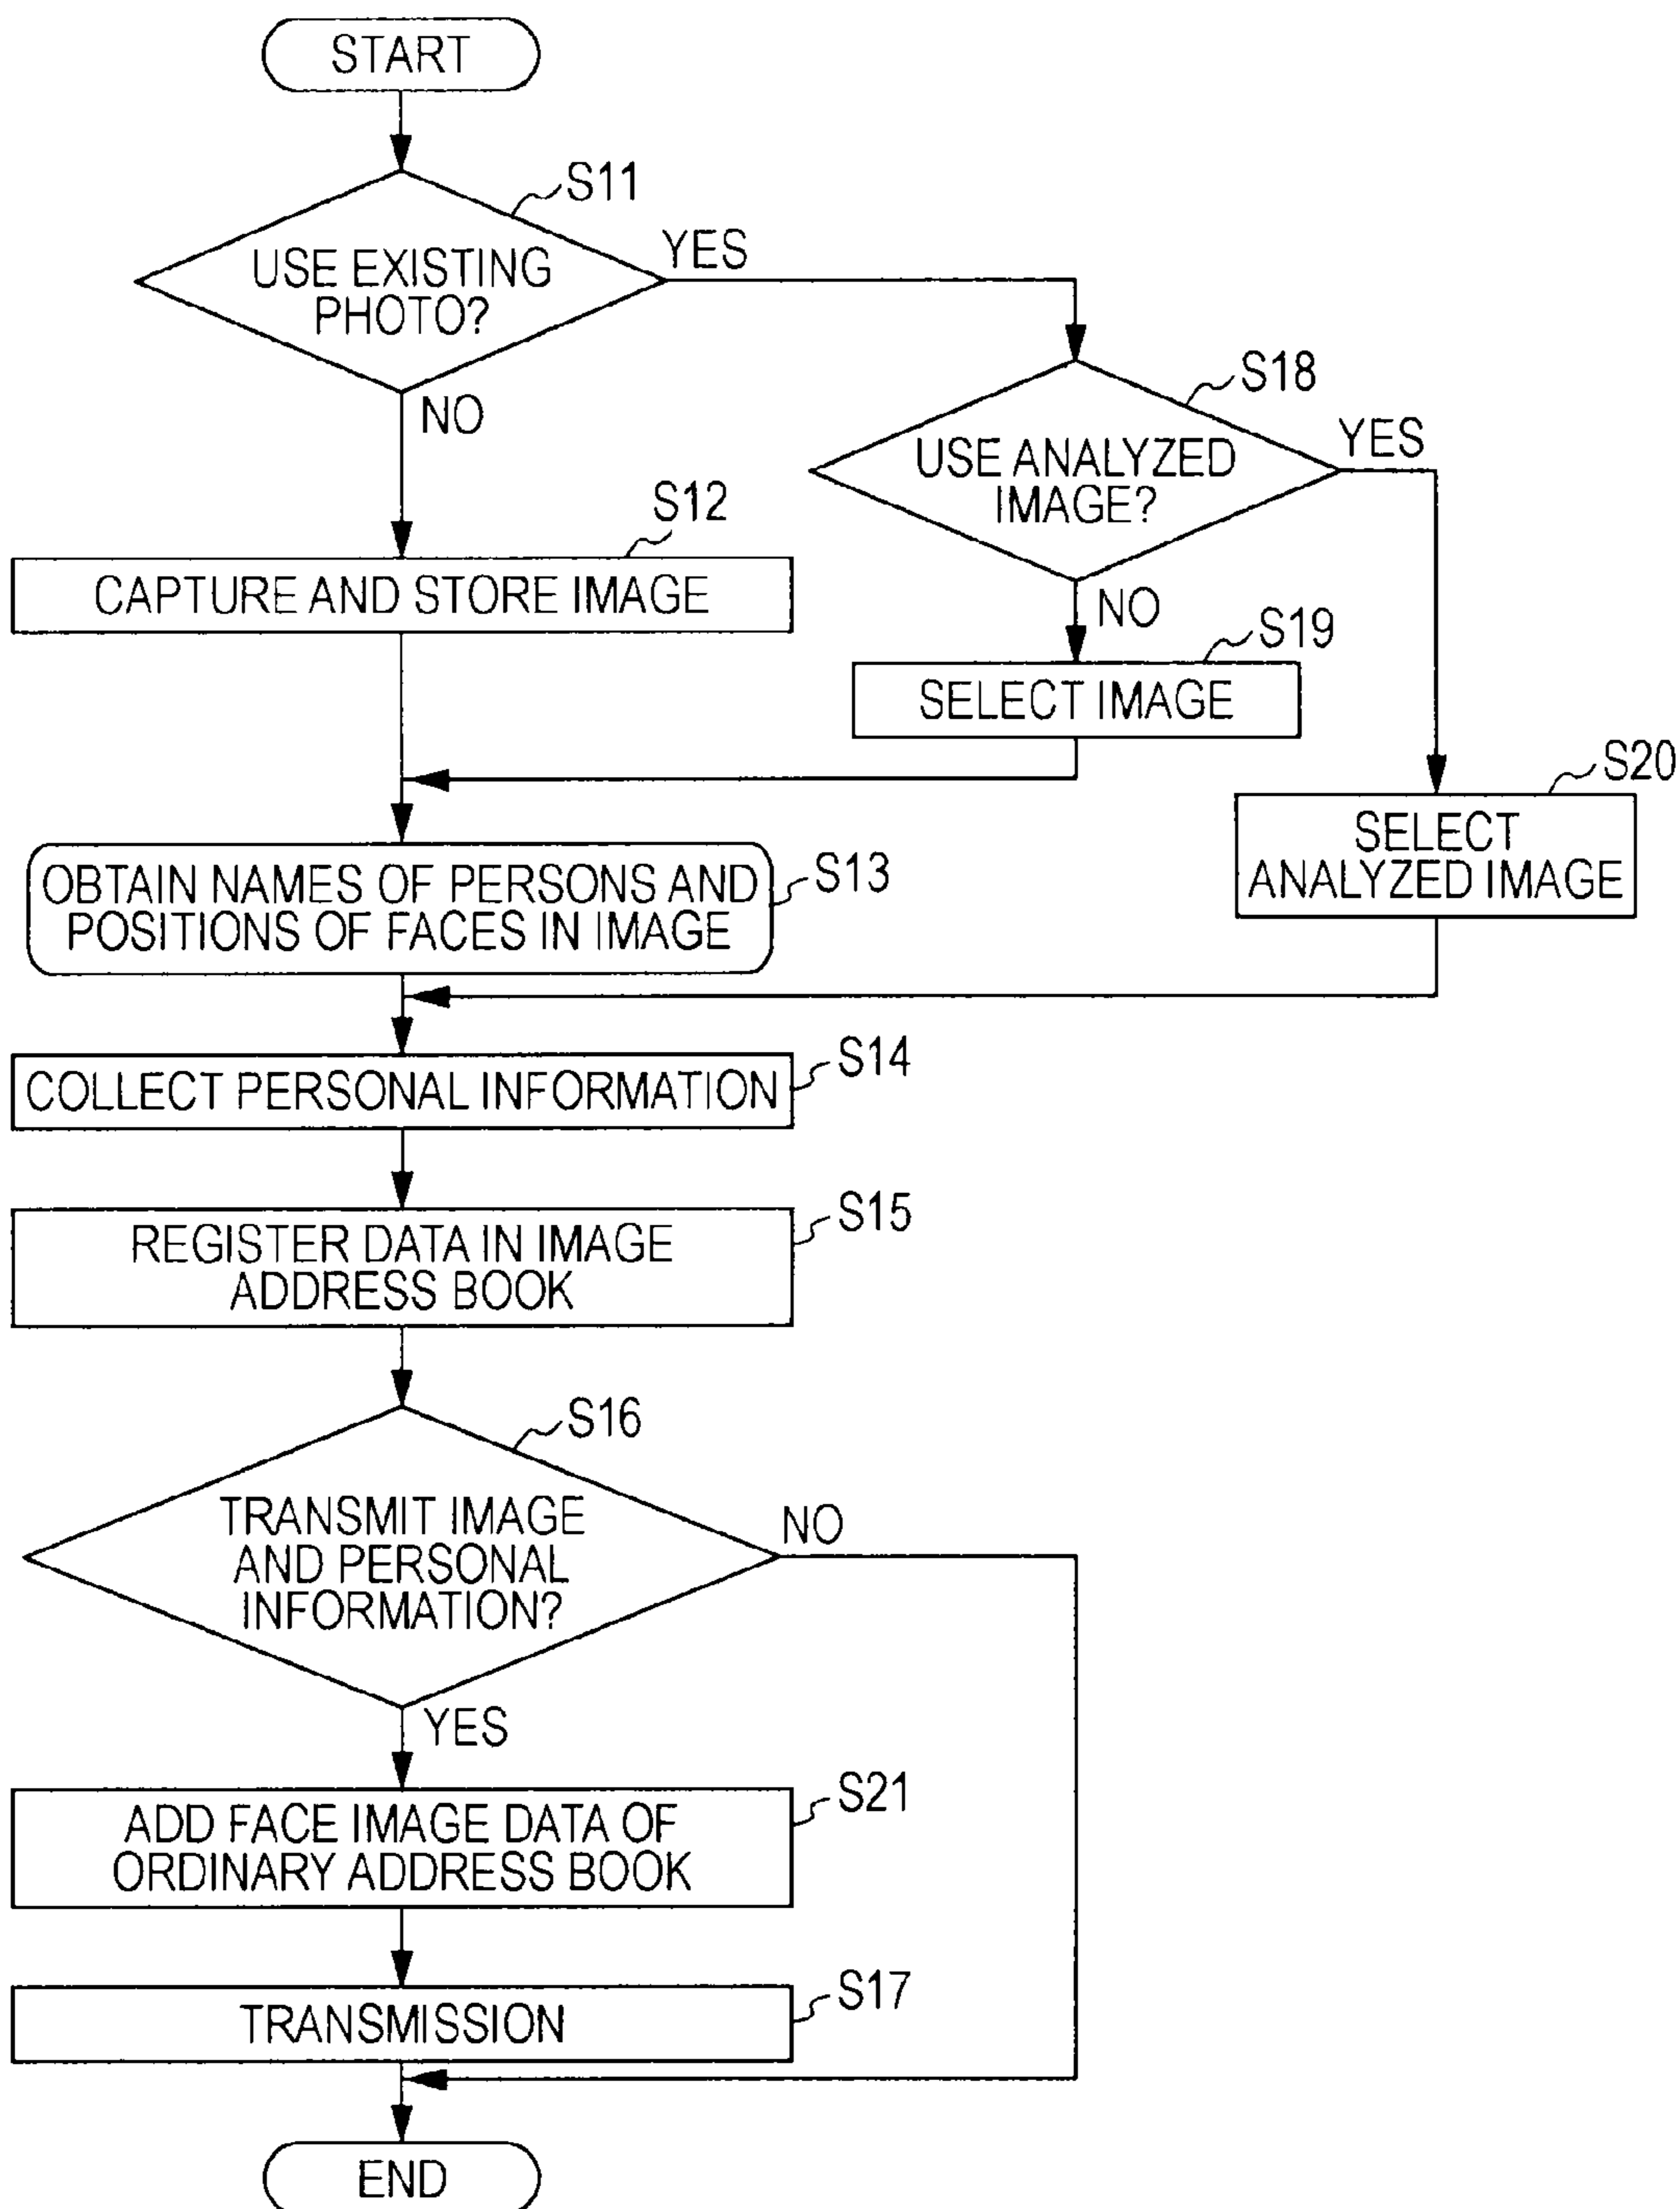 START
S11
USE EXISTING
PHOTO?
YES
NO
S18
USE ANALYZED
IMAGE?
YES
NO
S12
CAPTURE AND STORE IMAGE
S19
SELECT IMAGE
S20
SELECT
ANALYZED IMAGE
OBTAIN NAMES OF PERSONS AND
POSITIONS OF FACES IN IMAGE
S13
COLLECT PERSONAL INFORMATION
S14
REGISTER DATA IN IMAGE
ADDRESS BOOK
S15
S16
TRANSMIT IMAGE
AND PERSONAL
INFORMATION?
NO
YES
ADD FACE IMAGE DATA OF
ORDINARY ADDRESS BOOK
S21
TRANSMISSION
S17
END